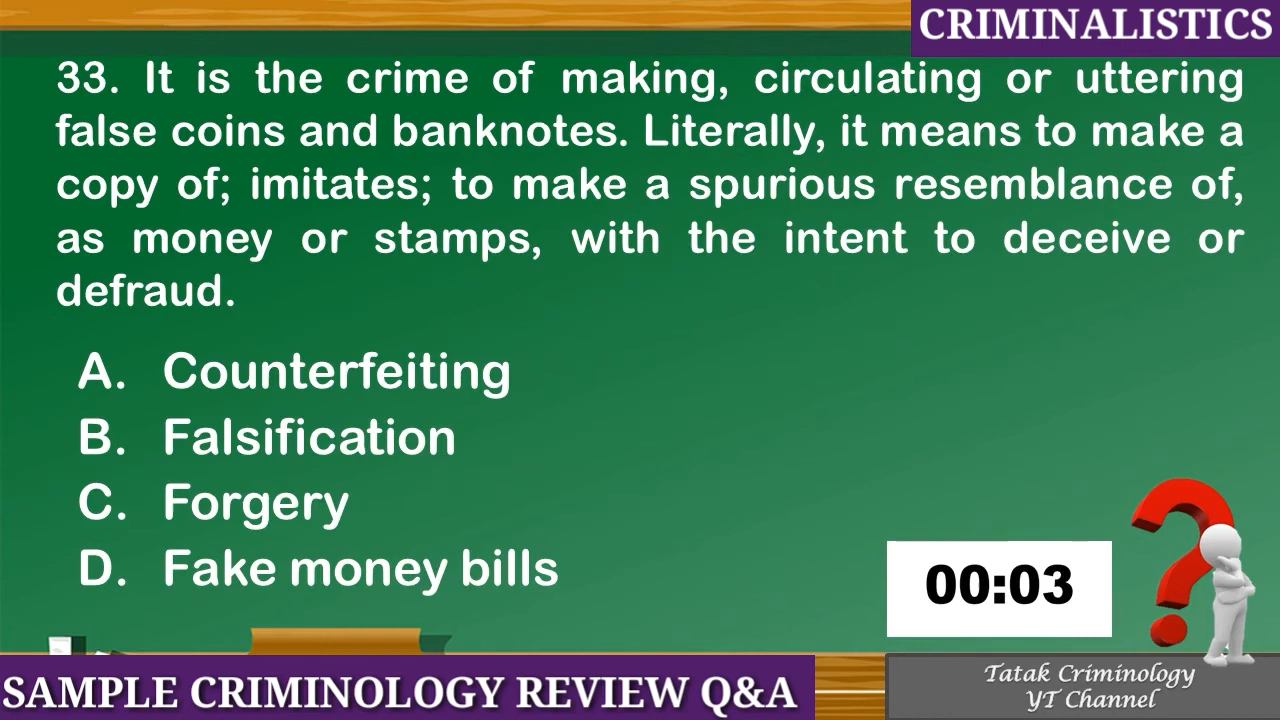 CRIMINALISTICS
33. It is the crime of making, circulating or uttering
false coins and banknotes. Literally, it means to make a
copy of; imitates; to make a spurious resemblance of,
as money or stamps, with the intent to deceive or
defraud.
A. Counterfeiting
B. Falsification
C. Forgery
D. Fake money bills
00:03
SAMPLE CRIMINOLOGY REVIEW Q&A
Tatak Criminology
YT Channel